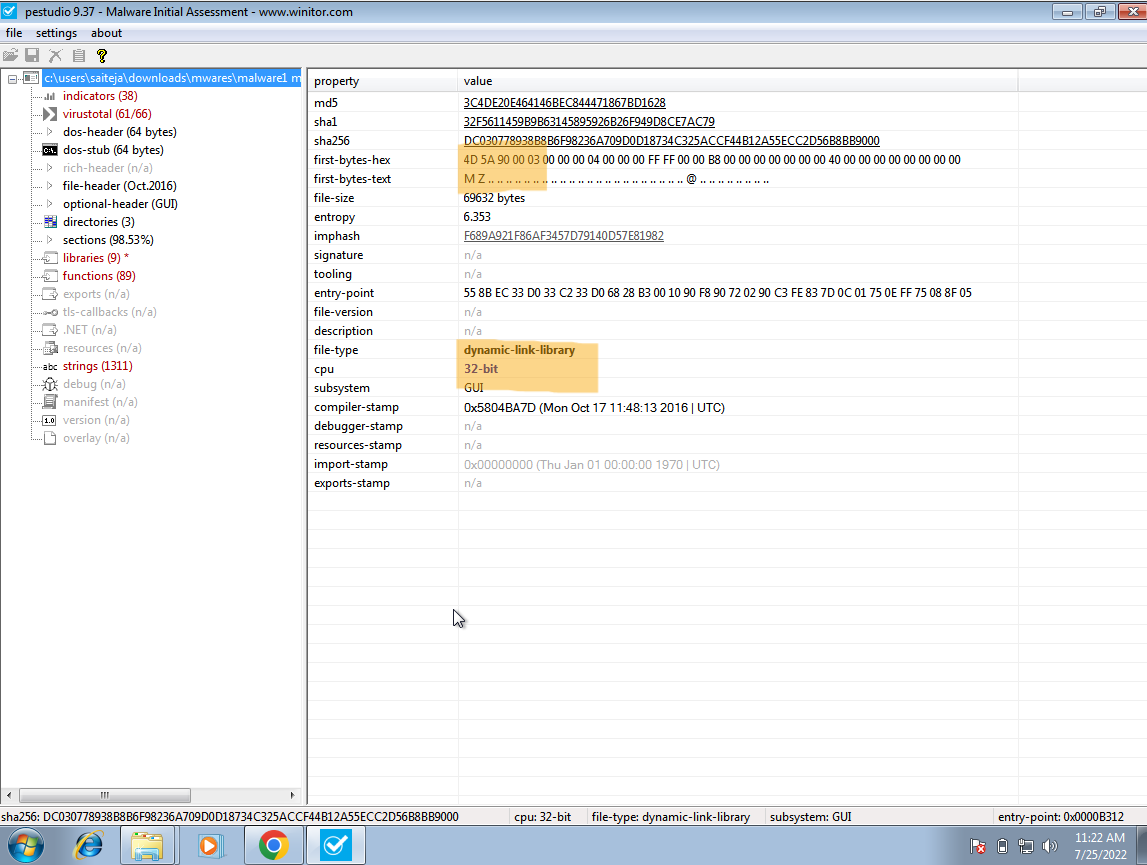 pestudio 9.37 - Malware Initial Assessment - www.winitor.com
file settings about
c:\users\saiteja\downloads\mwares\malware1 m
indicators (38)
virustotal (61/66)
dos-header (64 bytes)
dos-stub (64 bytes)
rich-header (n/a)
file-header (Oct.2016)
optional-header (GUI)
directories (3)
sections (98.53%)
libraries (9) *
functions (89)
exports (n/a)
tls-callbacks (n/a)
.NET (n/a)
resources (n/a)
abc strings (1311)
debug (n/a)
manifest (n/a)
1.0 version (n/a)
overlay (n/a)
property value
md5 3C4DE20E464146BEC844471867BD1628
sha1 32F5611459B9B63145895926B26F949D8CE7AC79
sha256 DC030778938B8B6F98236A709D0D18734C325ACCF44B12A55ECC2D56B8BB9000
first-bytes-hex 4D 5A 90 00 03 00 00 00 04 00 00 00 FF FF 00 00 B8 00 00 00 00 00 00 00 40 00 00 00 00 00 00 00
first-bytes-text M Z .. .. .. .. .. .. .. .. .. .. .. .. .. .. .. .. .. .. .. .. .. .. @ .. .. .. .. .. .. ..
file-size 69632 bytes
entropy 6.353
imphash F689A921F86AF3457D79140D57E81982
signature n/a
tooling n/a
entry-point 55 8B EC 33 D0 33 C2 33 D0 68 28 B3 00 10 90 F8 90 72 02 90 C3 FE 83 7D 0C 01 75 0E FF 75 08 8F 05
file-version n/a
description n/a
file-type dynamic-link-library
cpu 32-bit
subsystem GUI
compiler-stamp 0x5804BA7D (Mon Oct 17 11:48:13 2016 | UTC)
debugger-stamp n/a
resources-stamp n/a
import-stamp 0x00000000 (Thu Jan 01 00:00:00 1970 | UTC)
exports-stamp n/a
sha256: DC030778938B8B6F98236A709D0D18734C325ACCF44B12A55ECC2D56B8BB9000 cpu: 32-bit file-type: dynamic-link-library subsystem: GUI entry-point: 0x0000B312
11:22 AM
7/25/2022